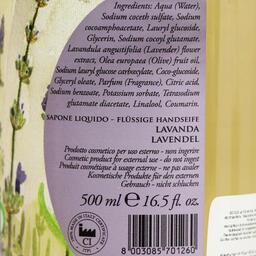 Ingredients: Aqua (Water),
Sodium coceth sulfate, Sodium
cocoamphoacetate, Lauryl glucoside,
Glycerin, Sodium cocoyl glutamate,
Lavandula angustifolia (Lavender) flower
extract, Olea europaea (Olive) fruit oil,
Sodium lauryl glucose carboxylate, Coco-glucoside,
Glyceryl oleate, Parfum (Fragrance), Citric acid,
Sodium benzoate, Potassium sorbate, Tetrasodium
glutamate diacetate, Linalool, Coumarin.
SAPONE LIQUIDO - FLÜSSIGE HANDSEIFE
LAVANDA
LAVENDEL
Prodotto cosmetico per uso esterno - non ingerire
Cosmetic product for external use - do not ingest
Produit cosmétique à usage externe - ne pas avaler
Kosmetische Produkte für den äusseren
Gebrauch - nicht schlucken
500 ml e 16.5 fl. oz.
CI
8003085701260